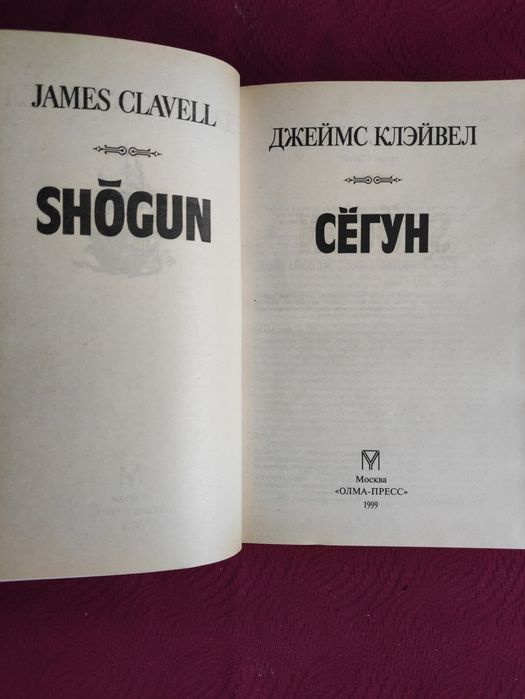 JAMES CLAVELL
SHŌGUN
ДЖЕЙМС КЛЭЙВЕЛ
СЁГУН
Москва
«ОЛМА-ПРЕСС»
1999